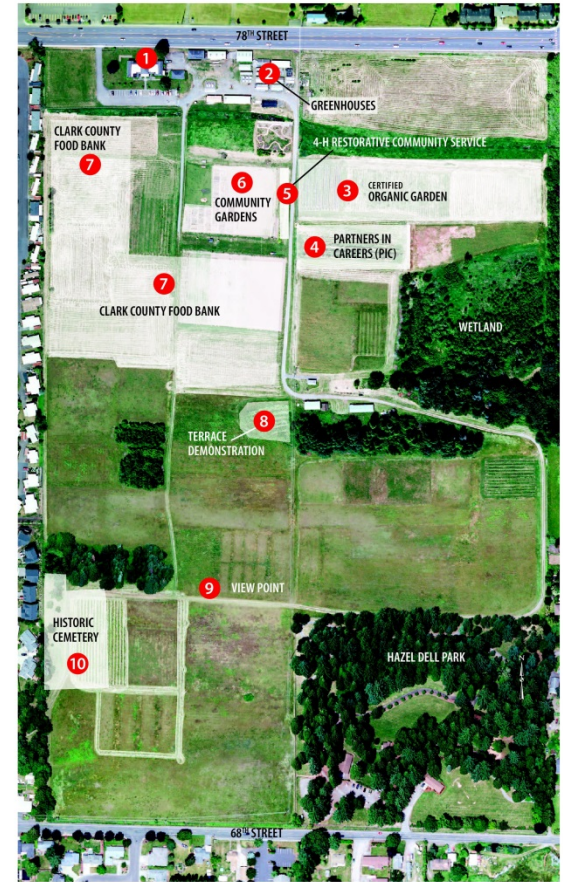 78TH STREET
1
2
GREENHOUSES
4-H RESTORATIVE COMMUNITY SERVICE
CLARK COUNTY
FOOD BANK
7
6
COMMUNITY
GARDENS
5
3
CERTIFIED
ORGANIC GARDEN
4
PARTNERS IN
CAREERS (PIC)
7
CLARK COUNTY FOOD BANK
WETLAND
8
TERRACE
DEMONSTRATION
9
VIEW POINT
HISTORIC
CEMETERY
10
HAZEL DELL PARK
N
68TH STREET